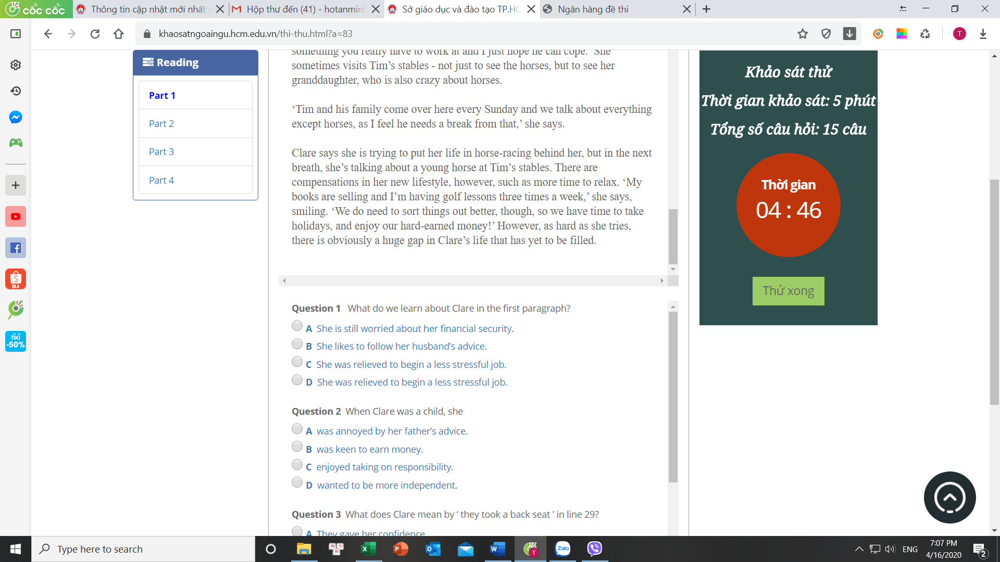 cốc cốc
Thông tin cập nhật mới nhất
Hộp thư đến (41) - hotanminh
Sở giáo dục và đào tạo TP.HC
Ngân hàng đề thi
khaosatngoaingu.hcm.edu.vn/thi-thu.html?a=83
T
Reading
Part 1
Part 2
Part 3
Part 4
something you really have to work at and I just hope he can cope.’ She
sometimes visits Tim’s stables - not just to see the horses, but to see her
granddaughter, who is also crazy about horses.
‘Tim and his family come over here every Sunday and we talk about everything
except horses, as I feel he needs a break from that,’ she says.
Clare says she is trying to put her life in horse-racing behind her, but in the next
breath, she’s talking about a young horse at Tim’s stables. There are
compensations in her new lifestyle, however, such as more time to relax. ‘My
books are selling and I’m having golf lessons three times a week,’ she says,
smiling. ‘We do need to sort things out better, though, so we have time to take
holidays, and enjoy our hard-earned money!’ However, as hard as she tries,
there is obviously a huge gap in Clare’s life that has yet to be filled.
Question 1 What do we learn about Clare in the first paragraph?
A She is still worried about her financial security.
B She likes to follow her husband’s advice.
C She was relieved to begin a less stressful job.
D She was relieved to begin a less stressful job.
Question 2 When Clare was a child, she
A was annoyed by her father’s advice.
B was keen to earn money.
C enjoyed taking on responsibility.
D wanted to be more independent.
Question 3 What does Clare mean by ‘ they took a back seat ’ in line 29?
A They gave her confidence
Khảo sát thử
Thời gian khảo sát: 5 phút
Tổng số câu hỏi: 15 câu
Thời gian
04 : 46
Thử xong
S
24.4
TIKI
-50%
Type here to search
T
Zalo
ENG
7:07 PM
4/16/2020
2